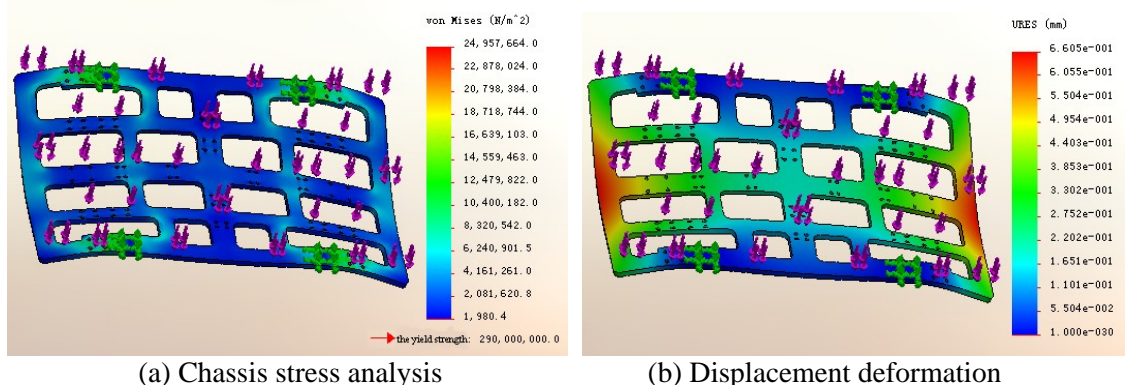 von Mises (N/m^2)
24,957,664.0
22,878,024.0
20,798,384.0
18,718,744.0
16,639,103.0
14,559,463.0
12,479,822.0
10,400,182.0
8,320,542.0
6,240,901.5
4,161,261.0
2,081,620.8
1,980.4
the yield strength: 290,000,000.0
(a) Chassis stress analysis
URES (mm)
6.605e-001
6.055e-001
5.504e-001
4.954e-001
4.403e-001
3.853e-001
3.302e-001
2.752e-001
2.202e-001
1.651e-001
1.101e-001
5.504e-002
1.000e-030
(b) Displacement deformation